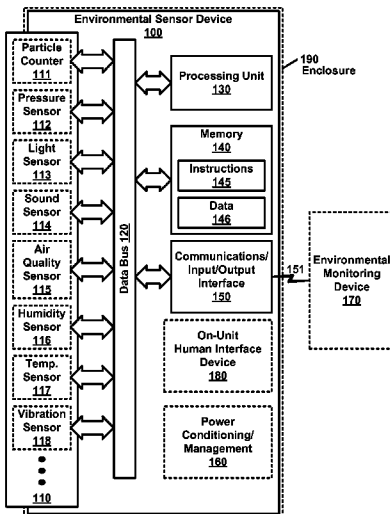 Environmental Sensor Device
100
Particle
Counter
111
Pressure
Sensor
112
Light
Sensor
113
Sound
Sensor
114
Air
Quality
Sensor
115
Humidity
Sensor
116
Temp.
Sensor
117
Vibration
Sensor
118
110
Data Bus 120
Processing Unit
130
Memory
140
Instructions
145
Data
146
Communications/
Input/Output
Interface
150
On-Unit
Human Interface
Device
180
Power
Conditioning/
Management
160
190
Enclosure
151
Environmental
Monitoring
Device
170